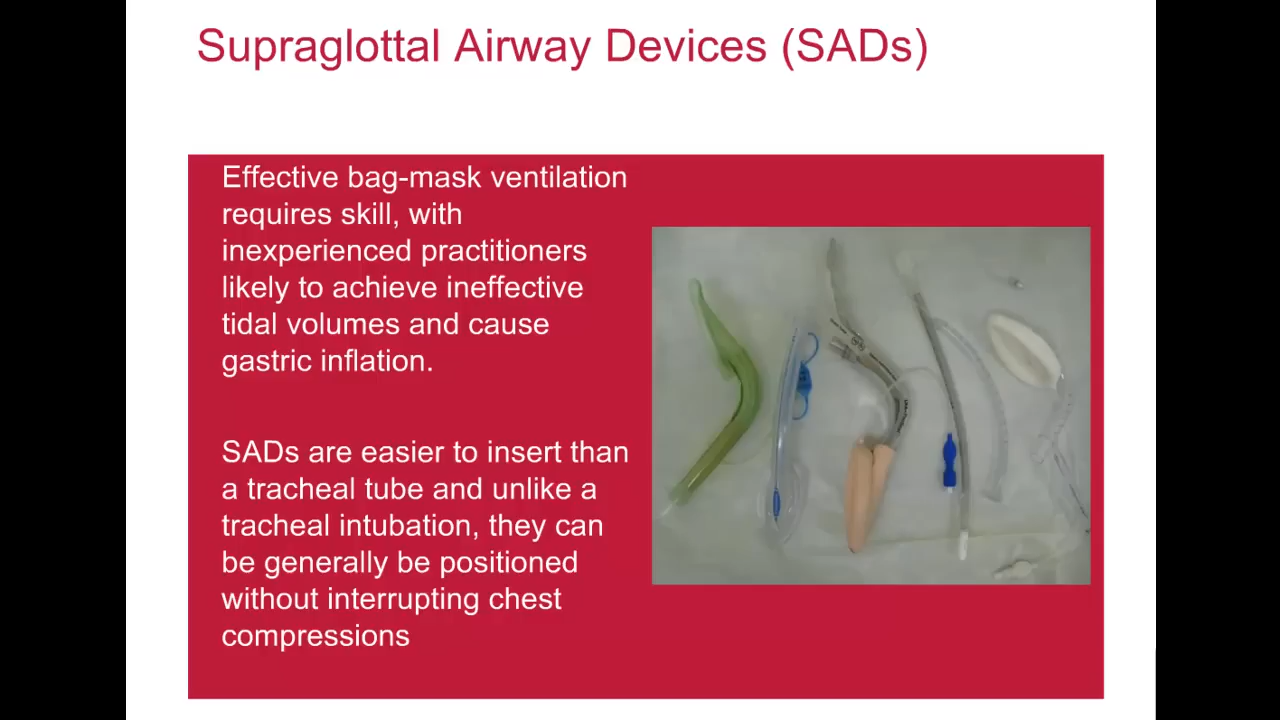 Supraglottal Airway Devices (SADs)
Effective bag-mask ventilation
requires skill, with
inexperienced practitioners
likely to achieve ineffective
tidal volumes and cause
gastric inflation.
SADs are easier to insert than
a tracheal tube and unlike a
tracheal intubation, they can
be generally be positioned
without interrupting chest
compressions